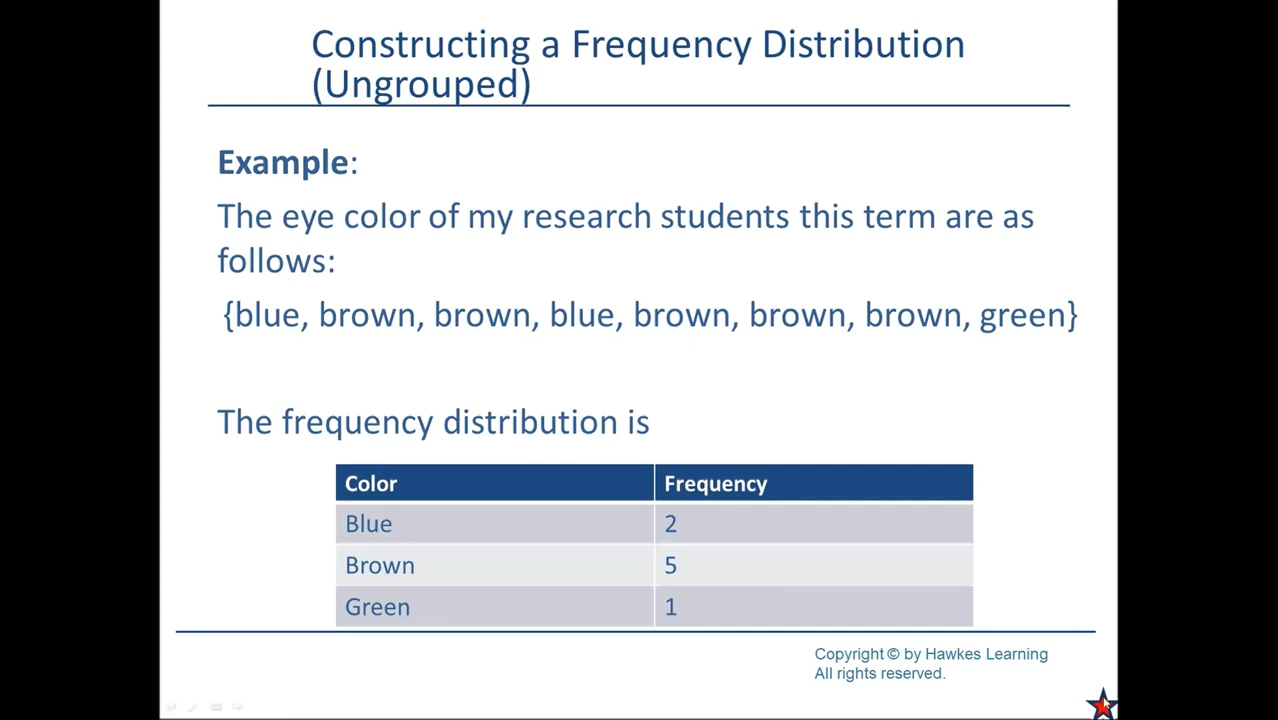 Constructing a Frequency Distribution
(Ungrouped)
Example:
The eye color of my research students this term are as
follows:
{blue, brown, brown, blue, brown, brown, brown, green}
The frequency distribution is
Color Frequency
Blue 2
Brown 5
Green 1
Copyright © by Hawkes Learning
All rights reserved.